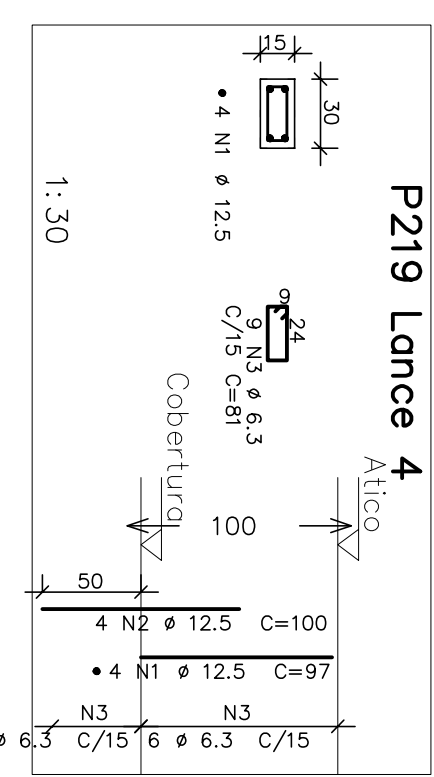 P219 Lance 4
15
30
• 4 N1 ø 12.5
1:30
9
24
9 N3 ø 6.3
C/15 C=81
Atico
Cobertura
100
50
4 N2 ø 12.5 C=100
• 4 N1 ø 12.5 C=97
N3
N3
ø 6.3 C/15
6 ø 6.3 C/15